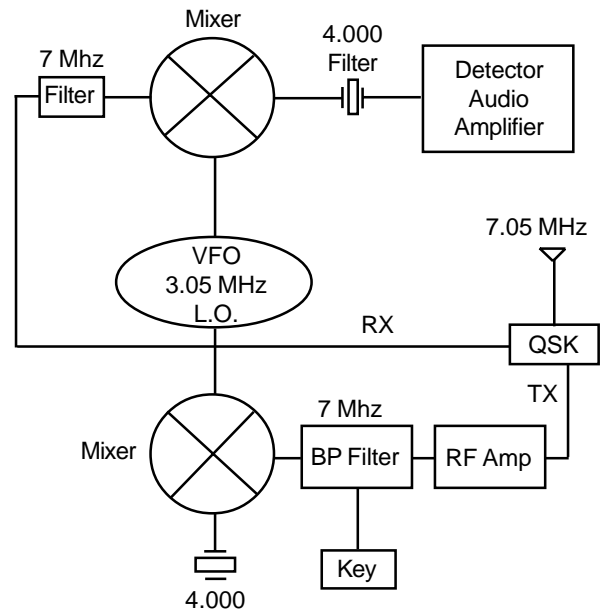 Mixer
7 Mhz
Filter
4.000
Filter
Detector
Audio
Amplifier
VFO
3.05 MHz
L.O.
7.05 MHz
RX
QSK
TX
Mixer
7 Mhz
BP Filter
RF Amp
Key
4.000